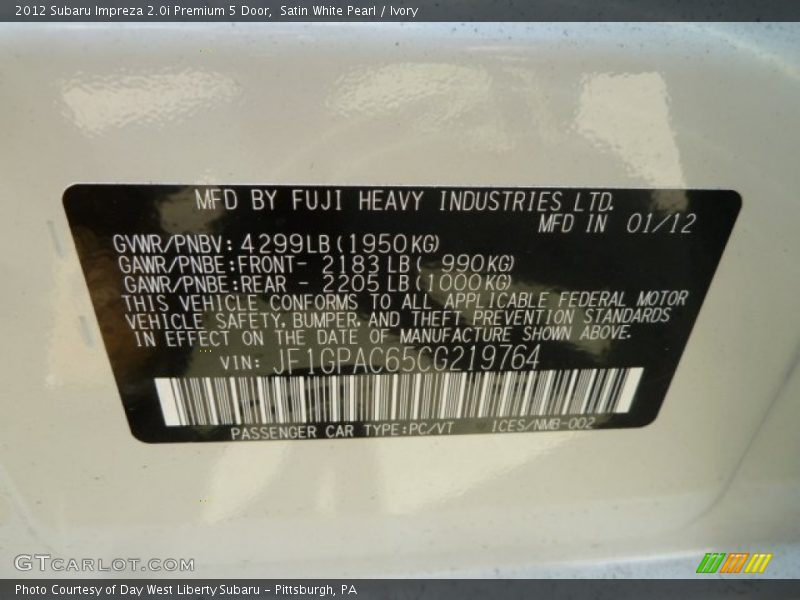 2012 Subaru Impreza 2.0i Premium 5 Door,  Satin White Pearl / Ivory
MFD BY FUJI HEAVY INDUSTRIES LTD.
MFD IN 01/12
GVWR/PNBV: 4299LB(1950KG)
GAWR/PNBE:FRONT- 2183 LB( 990KG)
GAWR/PNBE:REAR - 2205 LB(1000KG)
THIS VEHICLE CONFORMS TO ALL APPLICABLE FEDERAL MOTOR
VEHICLE SAFETY, BUMPER, AND THEFT PREVENTION STANDARDS
IN EFFECT ON THE DATE OF MANUFACTURE SHOWN ABOVE.
VIN: JF1GPAC65CG219764
PASSENGER CAR TYPE:PC/VT ICES/NMB-002
GTCARLOT.COM
Photo Courtesy of Day West Liberty Subaru - Pittsburgh, PA